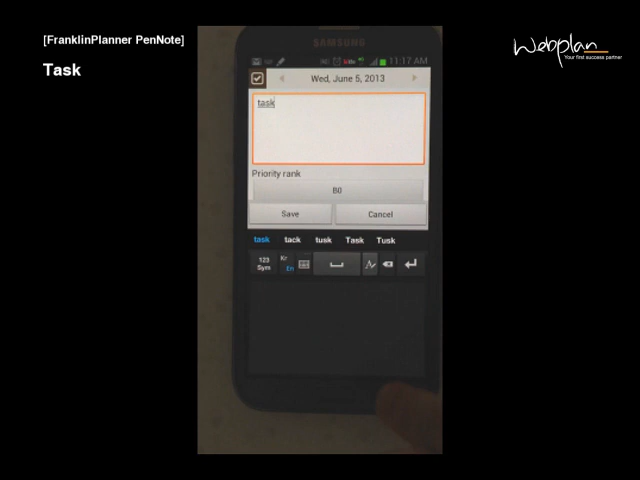 [FranklinPlanner PenNote]
Task
Webplan
Your first success partner
SAMSUNG
11:17 AM
Wed, June 5, 2013
task
Priority rank
B0
Save
Cancel
task tack tusk Task Tusk
123 Sym
Kr En